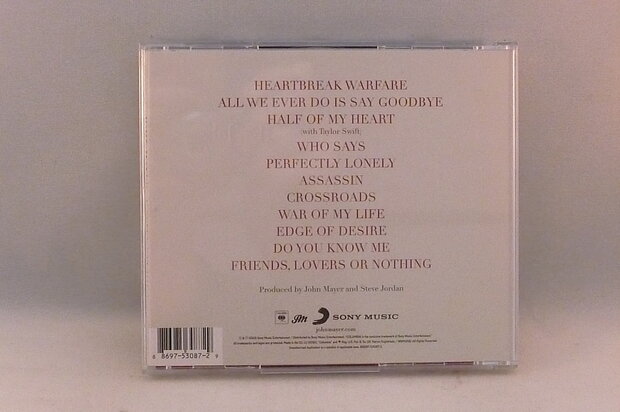 HEARTBREAK WARFARE
ALL WE EVER DO IS SAY GOODBYE
HALF OF MY HEART
(with Taylor Swift)
WHO SAYS
PERFECTLY LONELY
ASSASSIN
CROSSROADS
WAR OF MY LIFE
EDGE OF DESIRE
DO YOU KNOW ME
FRIENDS, LOVERS OR NOTHING
Produced by John Mayer and Steve Jordan
SONY MUSIC
johnmayer.com
8 8697-53087-2 9